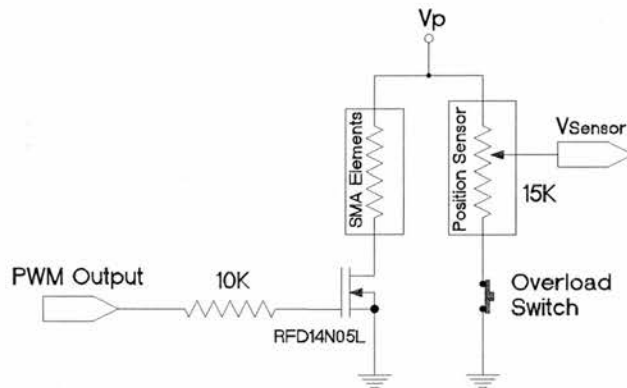 Vp
SMA Elements
Position Sensor
VSensor
15K
PWM Output
10K
Overload
Switch
RFD14N05L